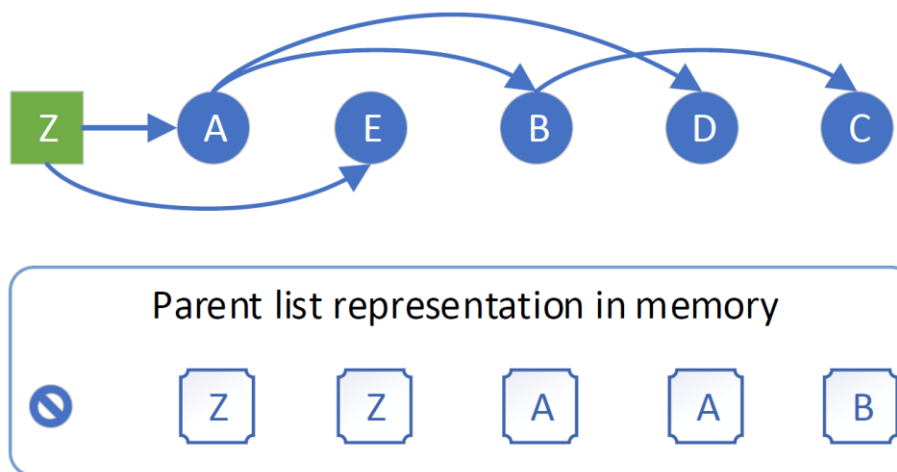 Z A E B D C
Parent list representation in memory
Z Z A A B